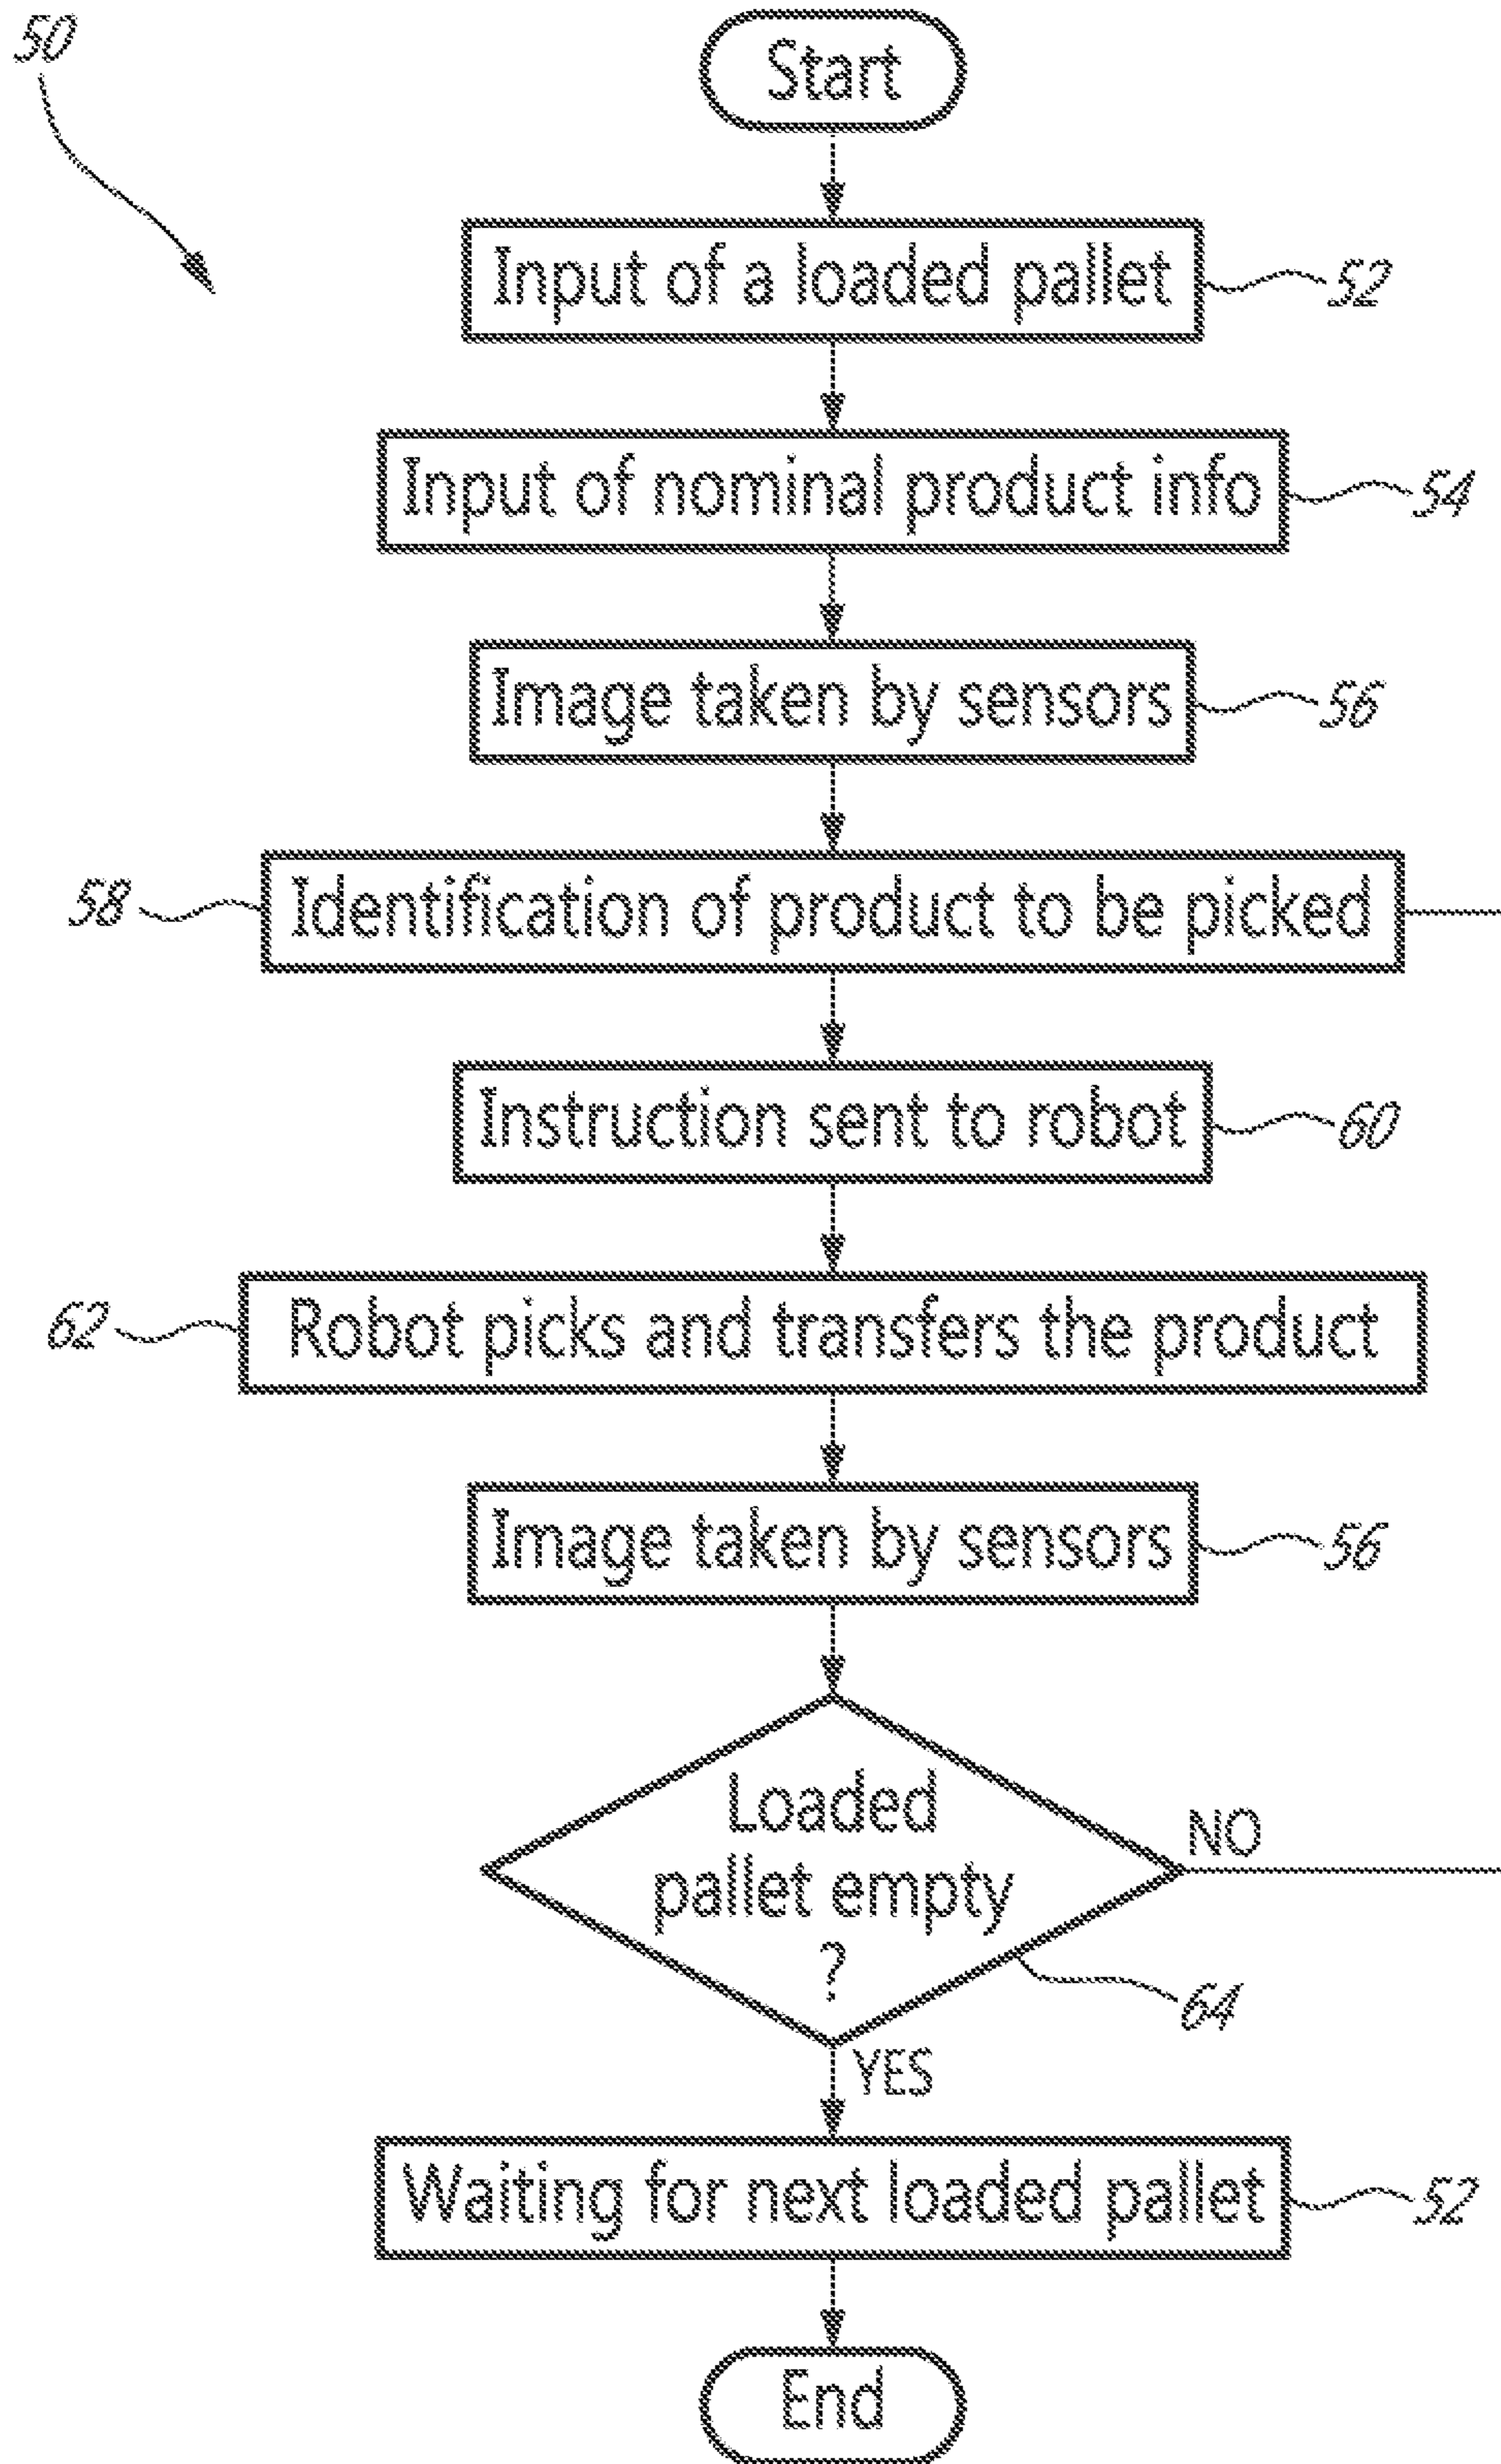 50
Start
Input of a loaded pallet
52
Input of nominal product info
54
Image taken by sensors
56
58
Identification of product to be picked
Instruction sent to robot
60
62
Robot picks and transfers the product
Image taken by sensors
56
Loaded
pallet empty
?
NO
64
YES
Waiting for next loaded pallet
52
End